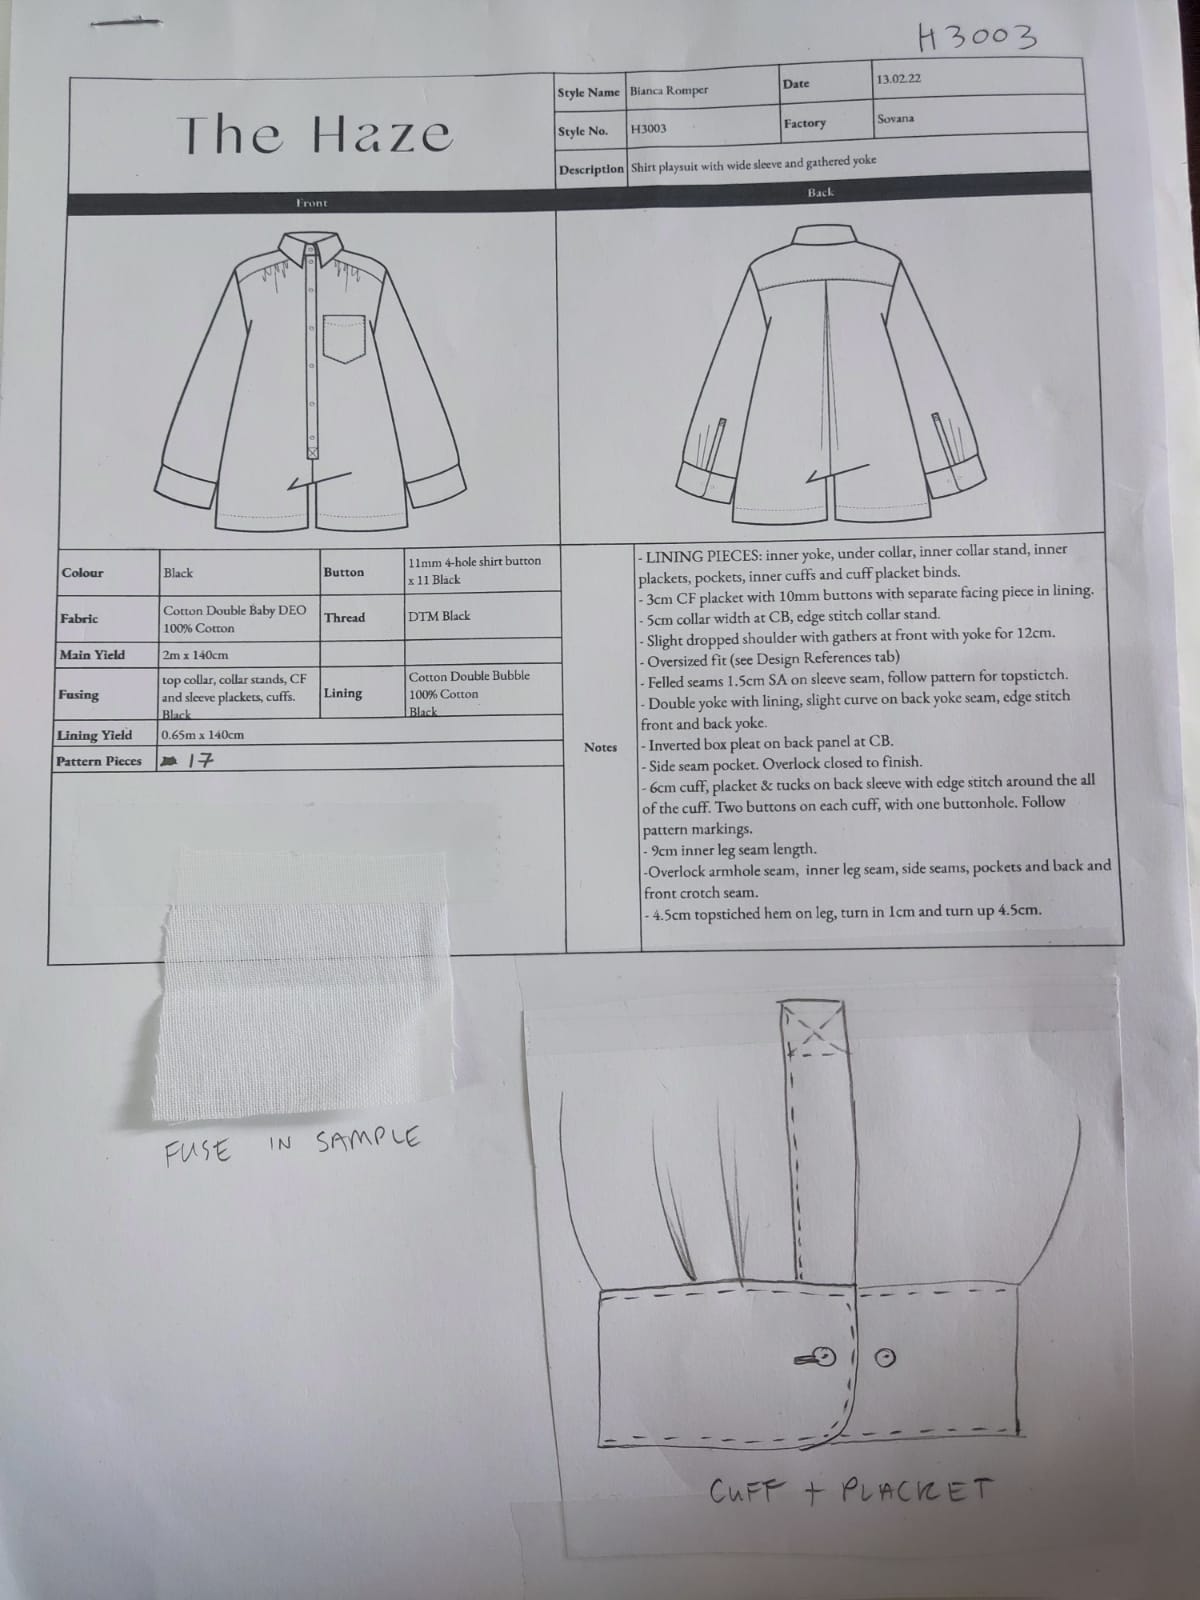 H3003
The Haze
Style Name Bianca Romper Date 13.02.22
Style No. H3003 Factory Sovana
Description Shirt playsuit with wide sleeve and gathered yoke
Front Back
Colour Black Button 11mm 4-hole shirt button
x 11 Black
Fabric Cotton Double Baby DEO
100% Cotton
Thread DTM Black
Main Yield 2m x 140cm
Fusing top collar, collar stands, CF
and sleeve plackets, cuffs.
Black
Lining Cotton Double Bubble
100% Cotton
Black
Lining Yield 0.65m x 140cm
Pattern Pieces 17
Notes
- LINING PIECES: inner yoke, under collar, inner collar stand, inner
plackets, pockets, inner cuffs and cuff placket binds.
- 3cm CF placket with 10mm buttons with separate facing piece in lining.
- 5cm collar width at CB, edge stitch collar stand.
- Slight dropped shoulder with gathers at front with yoke for 12cm.
- Oversized fit (see Design References tab)
- Felled seams 1.5cm SA on sleeve seam, follow pattern for topstictch.
- Double yoke with lining, slight curve on back yoke seam, edge stitch
front and back yoke.
- Inverted box pleat on back panel at CB.
- Side seam pocket. Overlock closed to finish.
- 6cm cuff, placket & tucks on back sleeve with edge stitch around the all
of the cuff. Two buttons on each cuff, with one buttonhole. Follow
pattern markings.
- 9cm inner leg seam length.
-Overlock armhole seam, inner leg seam, side seams, pockets and back and
front crotch seam.
- 4.5cm topstiched hem on leg, turn in 1cm and turn up 4.5cm.
FUSE IN SAMPLE
CUFF + PLACKET